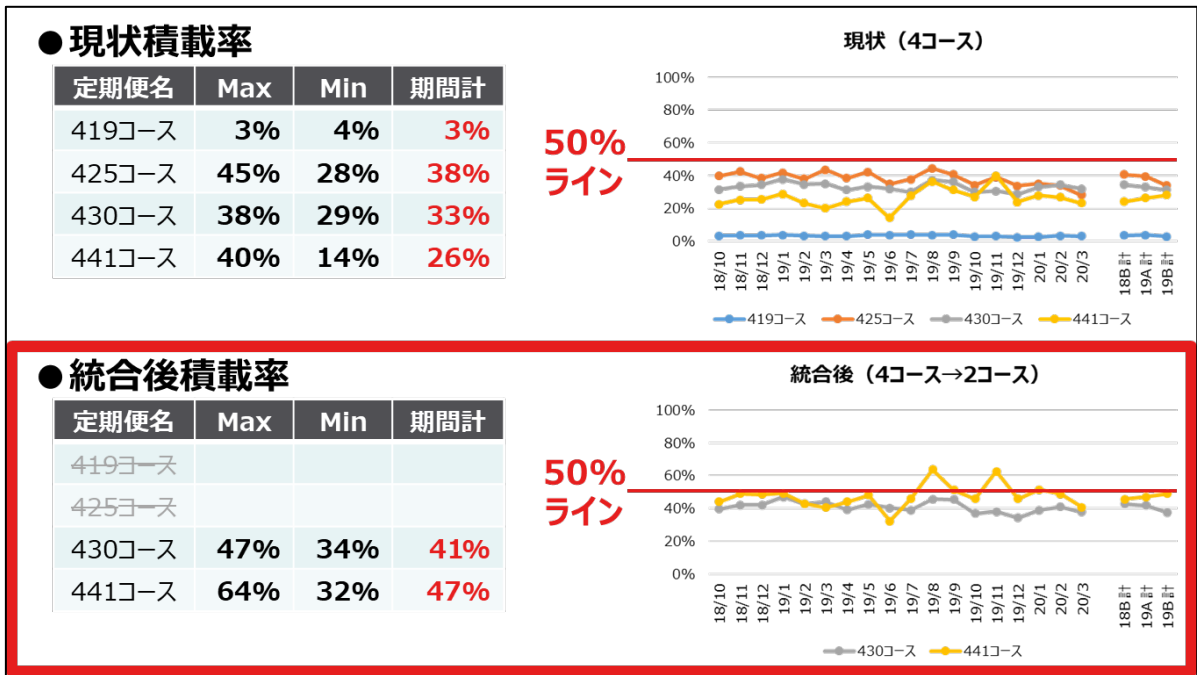 ●現状積載率
定期便名 Max Min 期間計
419コース 3% 4% 3%
425コース 45% 28% 38%
430コース 38% 29% 33%
441コース 40% 14% 26%
現状（4コース）
50%
ライン
100%
80%
60%
40%
20%
0%
18/10 18/11 18/12 19/1 19/2 19/3 19/4 19/5 19/6 19/7 19/8 19/9 19/10 19/11 19/12 20/1 20/2 20/3 18B計 19A計 19B計
419コース 425コース 430コース 441コース
●統合後積載率
定期便名 Max Min 期間計
419コース
425コース
430コース 47% 34% 41%
441コース 64% 32% 47%
統合後（4コース→2コース）
50%
ライン
100%
80%
60%
40%
20%
0%
18/10 18/11 18/12 19/1 19/2 19/3 19/4 19/5 19/6 19/7 19/8 19/9 19/10 19/11 19/12 20/1 20/2 20/3 18B計 19A計 19B計
430コース 441コース